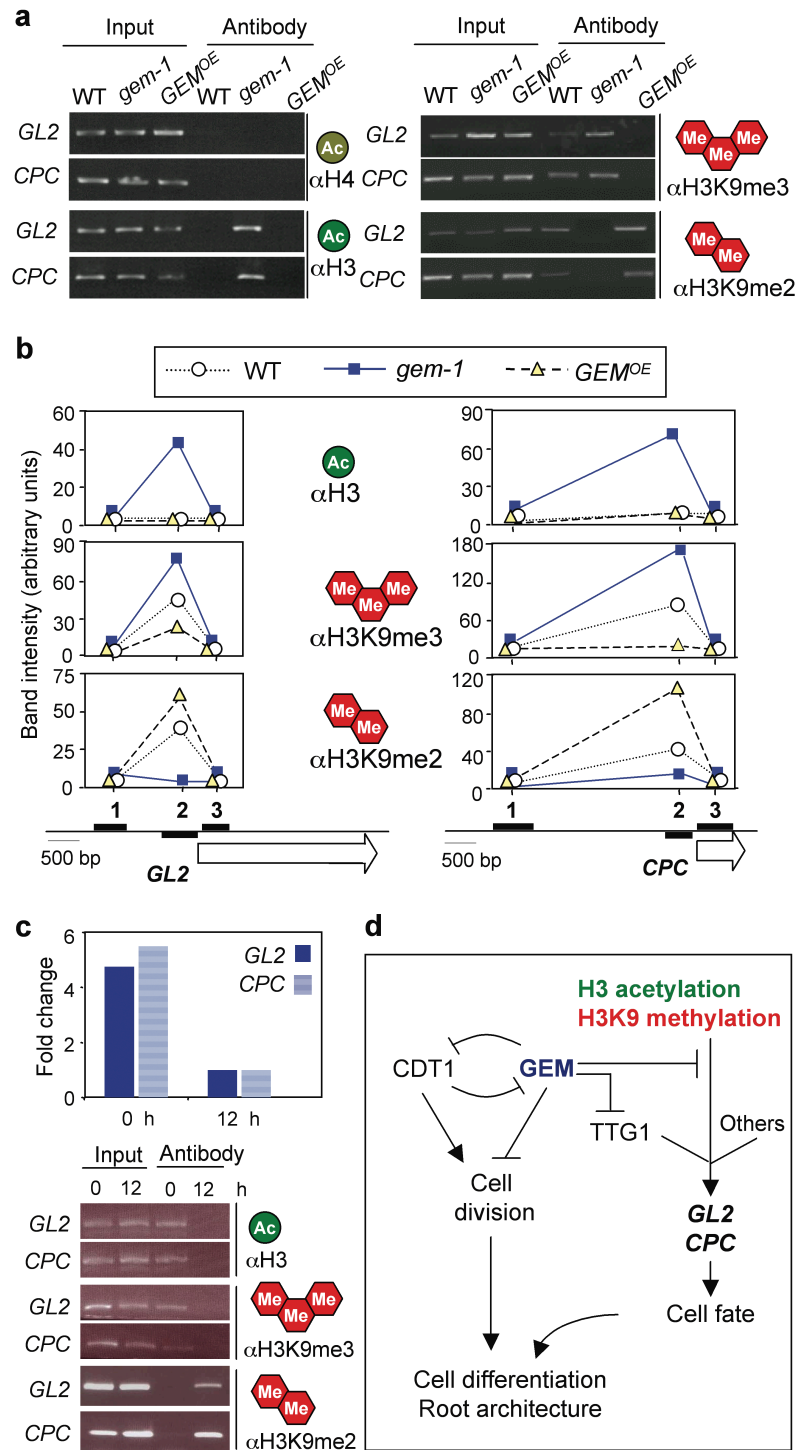 a
Input Antibody
WT gem-1 GEMOE WT gem-1 GEMOE
GL2
CPC
Ac
αH4
GL2
CPC
Ac
αH3
Input Antibody
WT gem-1 GEMOE WT gem-1 GEMOE
GL2
CPC
Me Me Me
αH3K9me3
GL2
CPC
Me Me
αH3K9me2
b
WT gem-1 GEMOE
Band intensity (arbitrary units)
60
40
20
0
Ac
αH3
90
60
30
0
90
60
30
0
Me Me Me
αH3K9me3
180
120
60
0
75
50
25
0
Me Me
αH3K9me2
120
80
40
0
1 2 3
500 bp
GL2
1 2 3
500 bp
CPC
c
Fold change
6
4
2
0
GL2
CPC
0 h 12 h
Input Antibody
0 12 0 12 h
GL2
CPC
Ac
αH3
GL2
CPC
Me Me Me
αH3K9me3
GL2
CPC
Me Me
αH3K9me2
d
H3 acetylation
H3K9 methylation
CDT1 GEM
TTG1 Others
Cell
division
GL2
CPC
Cell fate
Cell differentiation
Root architecture